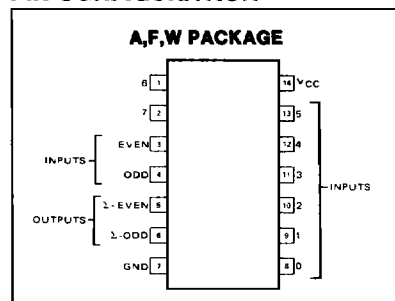 A,F,W PACKAGE
6 1
14 VCC
7 2
13 5
EVEN 3
12 4
INPUTS
ODD 4
11 3
INPUTS
Σ-EVEN 5
10 2
OUTPUTS
Σ-ODD 6
9 1
GND 7
8 0